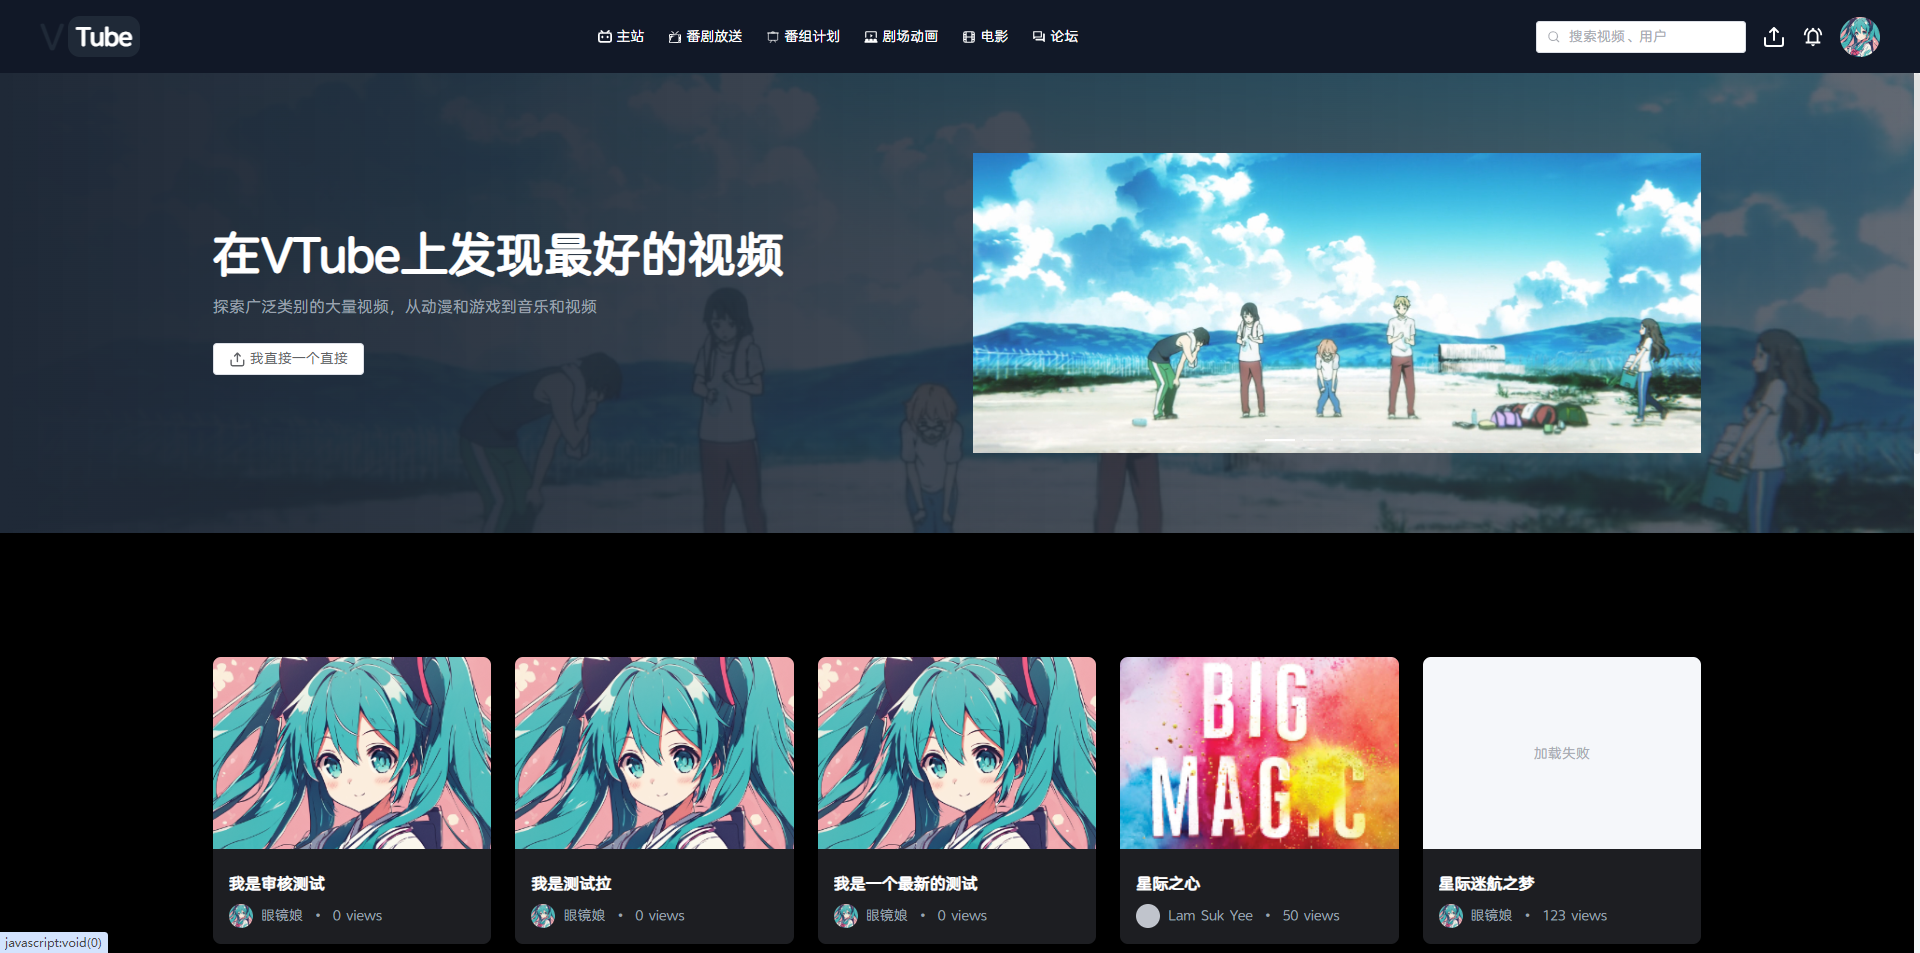 V Tube
主站
番剧放送
番组计划
剧场动画
电影
论坛
搜索视频、用户
在VTube上发现最好的视频
探索广泛类别的大量视频，从动漫和游戏到音乐和视频
我直接一个直接
BIG
MAGIC
加载失败
我是审核测试
眼镜娘 • 0 views
我是测试拉
眼镜娘 • 0 views
我是一个最新的测试
眼镜娘 • 0 views
星际之心
Lam Suk Yee • 50 views
星际迷航之梦
眼镜娘 • 123 views
javascript:void(0)